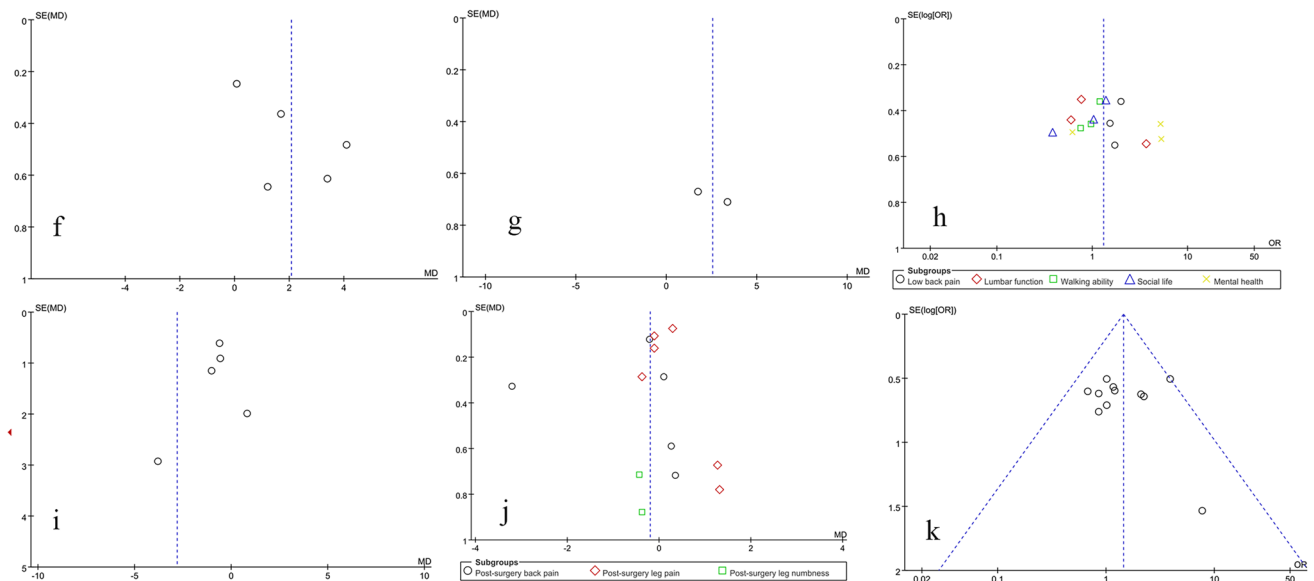 SE(MD)
0
0.2
0.4
0.6
0.8
1
-4 -2 0 2 4
MD
f
SE(MD)
0
0.2
0.4
0.6
0.8
1
-10 -5 0 5 10
MD
g
SE(log[OR])
0
0.2
0.4
0.6
0.8
1
0.02 0.1 1 10 50
OR
h
Subgroups
Low back pain Lumbar function Walking ability Social life Mental health
SE(MD)
0
1
2
3
4
5
-10 -5 0 5 10
MD
i
SE(MD)
0
0.2
0.4
0.6
0.8
1
-4 -2 0 2 4
MD
j
Subgroups
Post-surgery back pain Post-surgery leg pain Post-surgery leg numbness
SE(log[OR])
0
0.5
1
1.5
2
0.02 0.1 1 10 50
OR
k